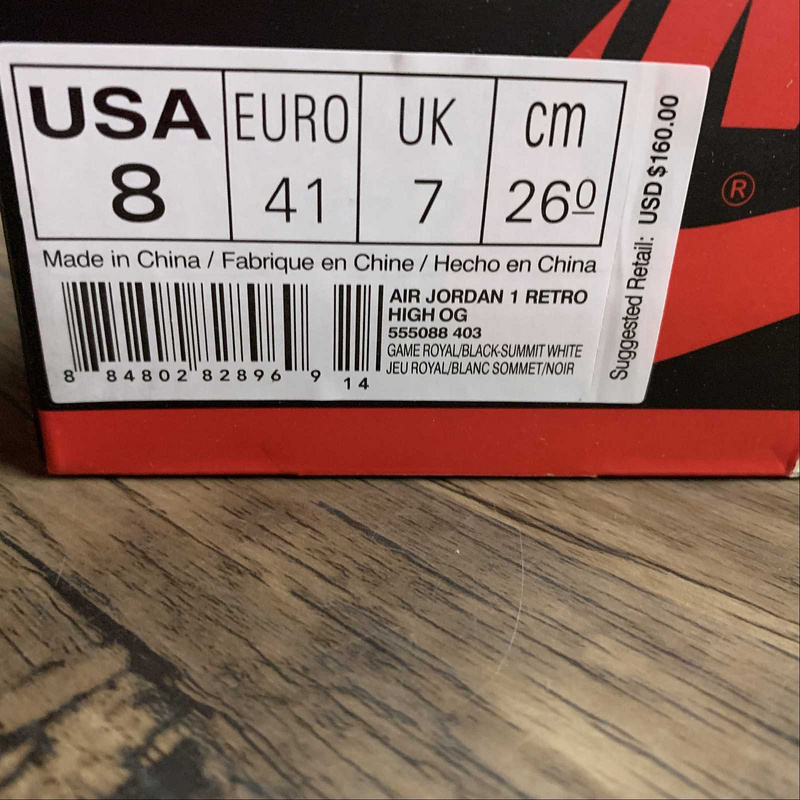 USA EURO UK cm
8 41 7 26º
Made in China / Fabrique en Chine / Hecho en China
AIR JORDAN 1 RETRO
HIGH OG
555088 403
GAME ROYAL/BLACK-SUMMIT WHITE
JEU ROYAL/BLANC SOMMET/NOIR
8 84802 82896 9 14
Suggested Retail: USD $160.00
®